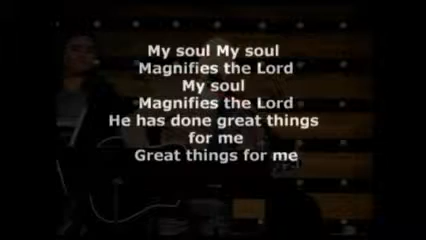 My soul My soul
Magnifies the Lord
My soul
Magnifies the Lord
He has done great things
for me
Great things for me